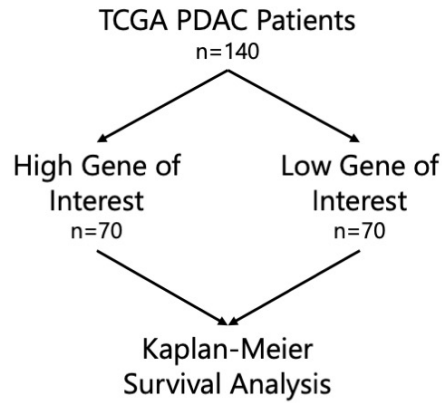 TCGA PDAC Patients
n=140
High Gene of
Interest
n=70
Low Gene of
Interest
n=70
Kaplan-Meier
Survival Analysis